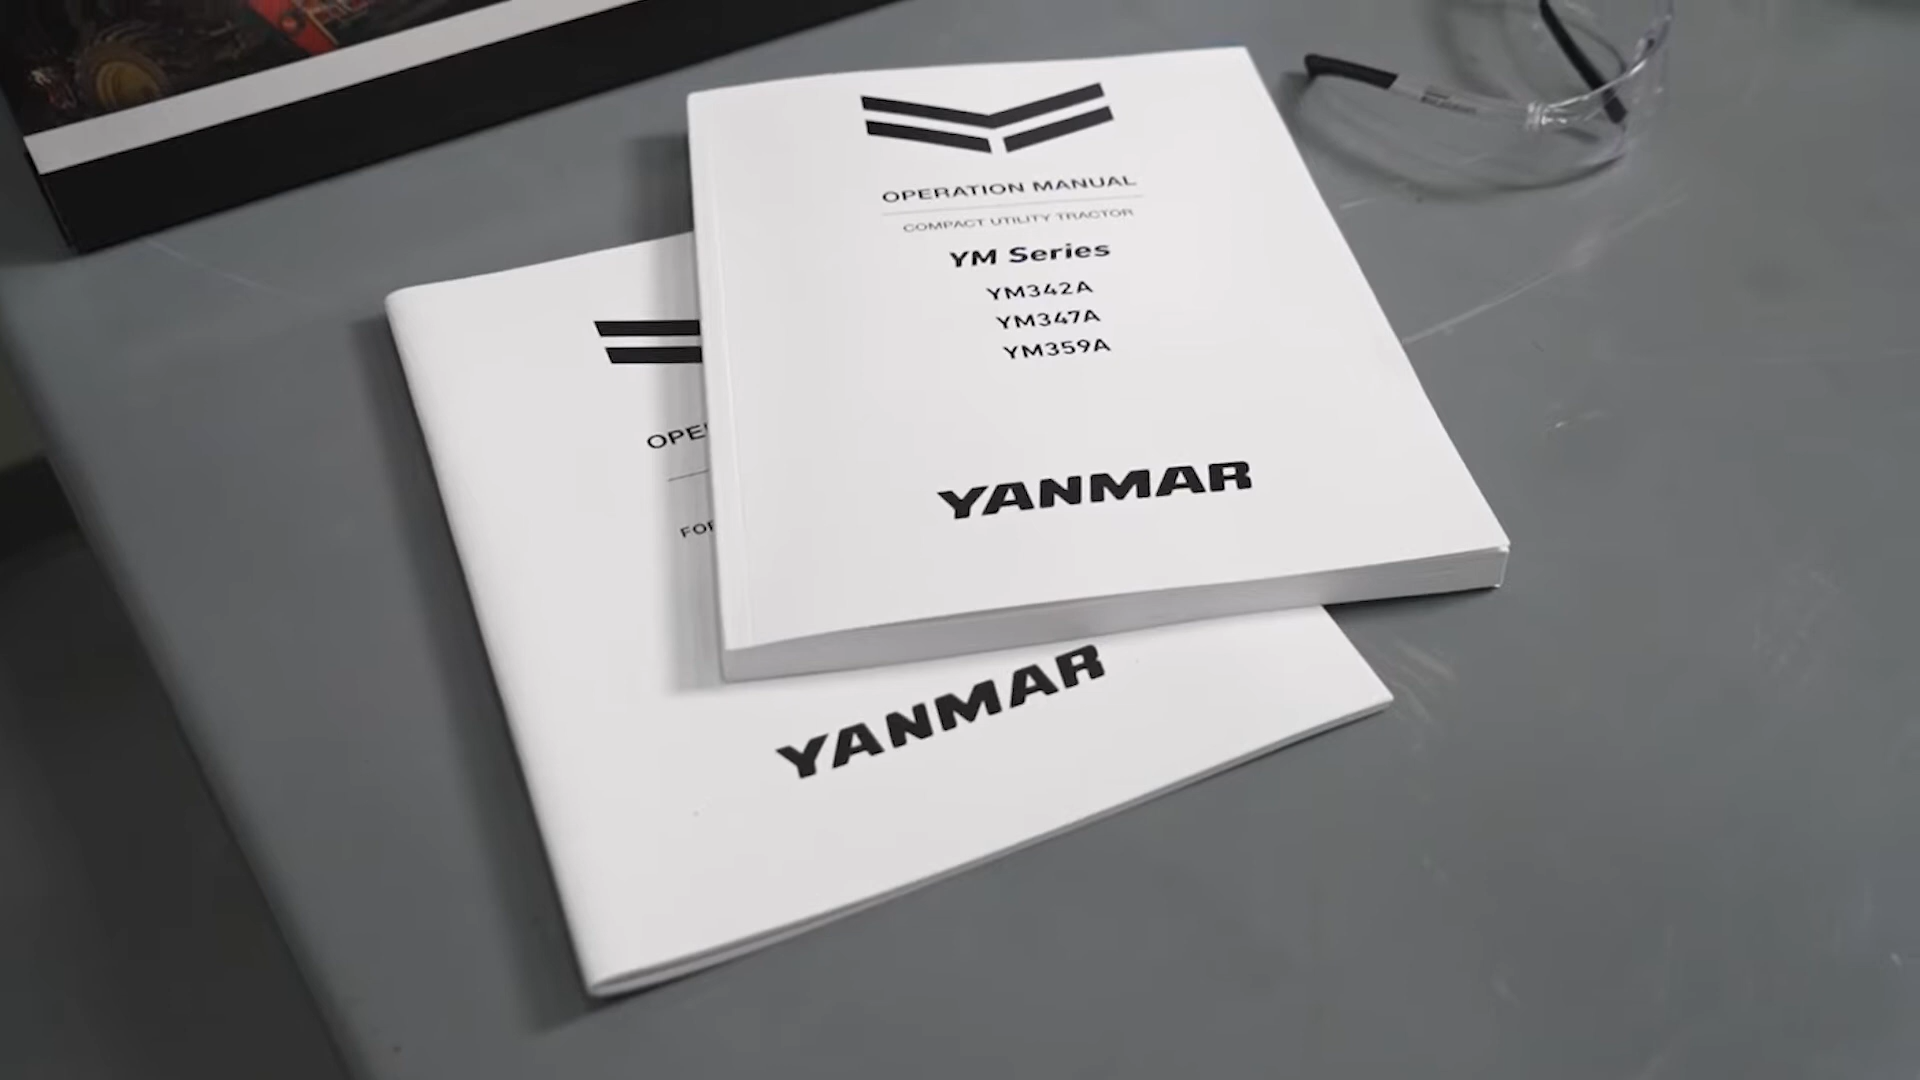 OPERATION MANUAL
COMPACT UTILITY TRACTOR
YM Series
YM342A
YM347A
YM359A
YANMAR
OPE
FO
YANMAR